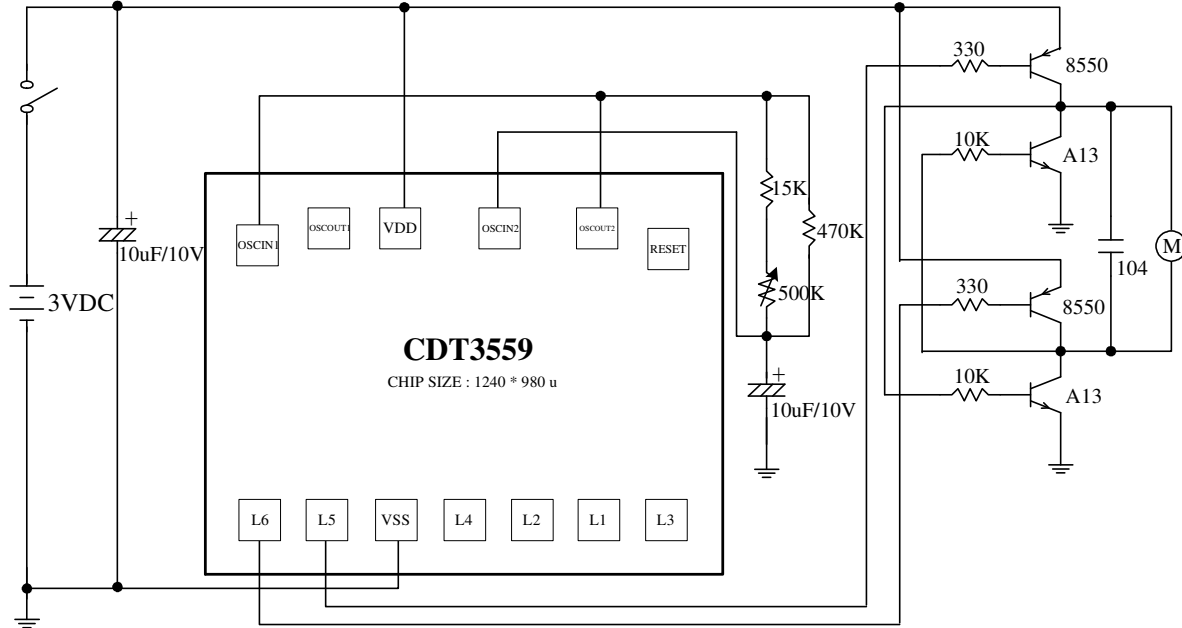 330
8550
10K
A13
15K
470K
OSCIN1
OSCOUT1
VDD
OSCIN2
OSCOUT2
RESET
+
10uF/10V
M
104
500K
330
8550
3VDC
CDT3559
CHIP SIZE : 1240 * 980 u
+
10uF/10V
10K
A13
L6
L5
VSS
L4
L2
L1
L3